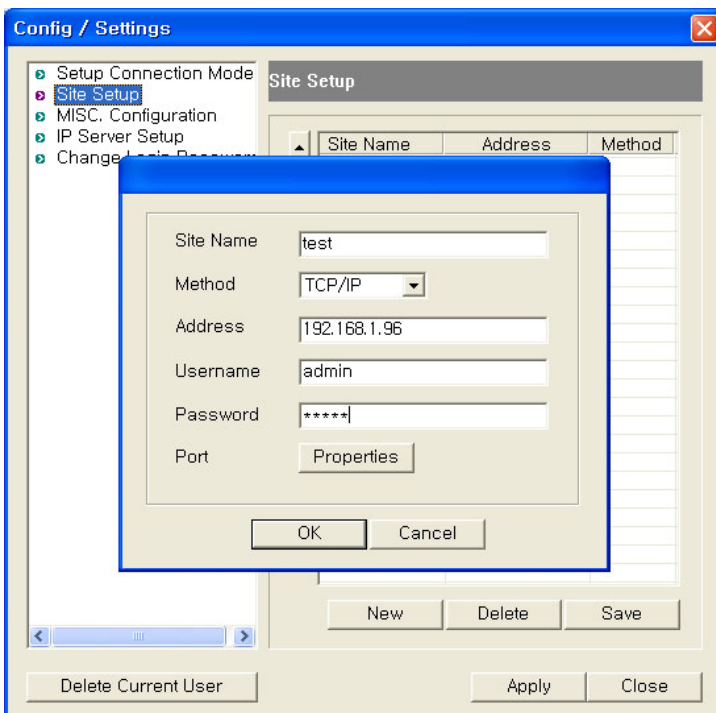 Config / Settings
Setup Connection Mode
Site Setup
MISC. Configuration
IP Server Setup
Change Login Password
Site Setup
Site Name Address Method
Site Name test
Method TCP/IP
Address 192.168.1.96
Username admin
Password *****
Port Properties
OK Cancel
New Delete Save
Delete Current User Apply Close